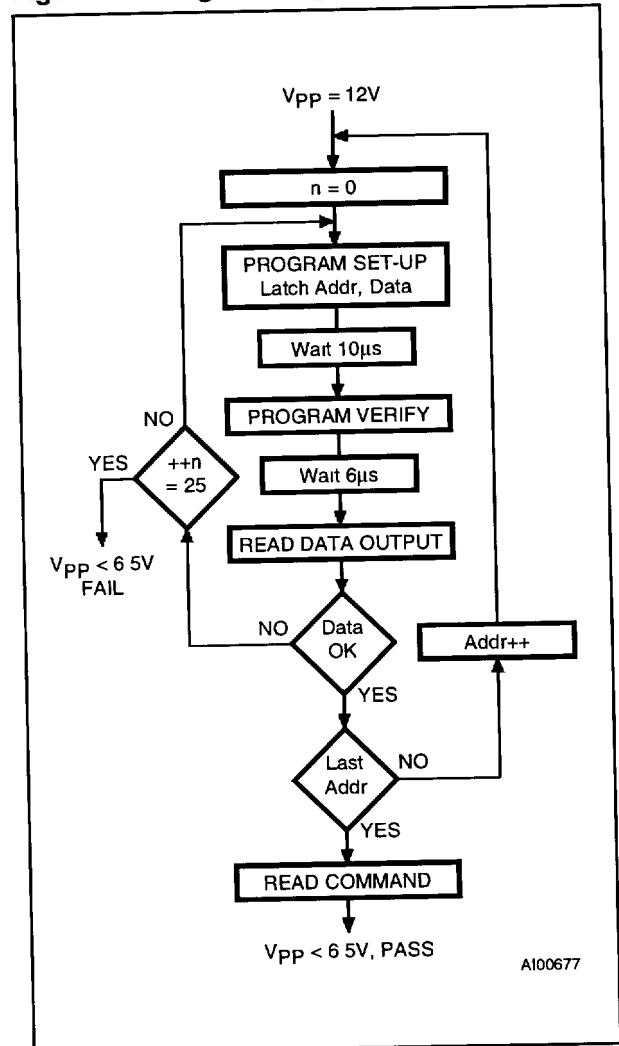 VPP = 12V
n = 0
PROGRAM SET-UP
Latch Addr, Data
Wait 10µs
PROGRAM VERIFY
Wait 6µs
READ DATA OUTPUT
NO
YES
++n
= 25
VPP < 6 5V
FAIL
NO
Data
OK
YES
Addr++
Last
Addr
NO
YES
READ COMMAND
VPP < 6 5V, PASS
AI00677